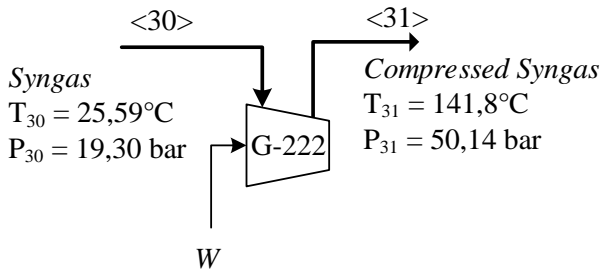 <30>
<31>
Syngas
T₃₀ = 25,59°C
P₃₀ = 19,30 bar
Compressed Syngas
T₃₁ = 141,8°C
P₃₁ = 50,14 bar
G-222
W